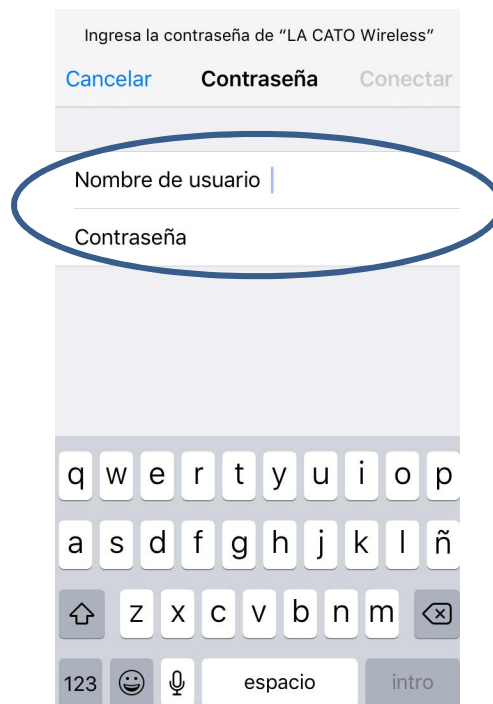 Ingresa la contraseña de “LA CATO Wireless”
Cancelar Contraseña Conectar
Nombre de usuario
Contraseña
q w e r t y u i o p
a s d f g h j k l ñ
z x c v b n m
123 espacio intro